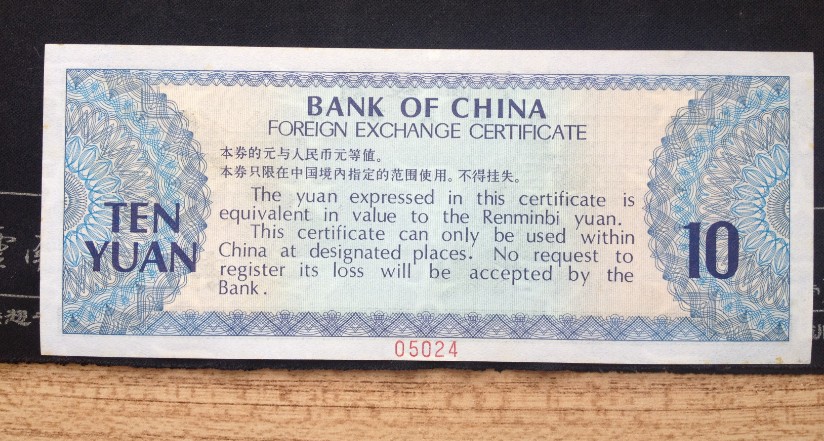 BANK OF CHINA
FOREIGN EXCHANGE CERTIFICATE
本券的元与人民币元等值。
本券只限在中国境内指定的范围使用。不得挂失。
The yuan expressed in this certificate is
equivalent in value to the Renminbi yuan.
This certificate can only be used within
China at designated places. No request to
register its loss will be accepted by the
Bank.
TEN
YUAN
10
05024